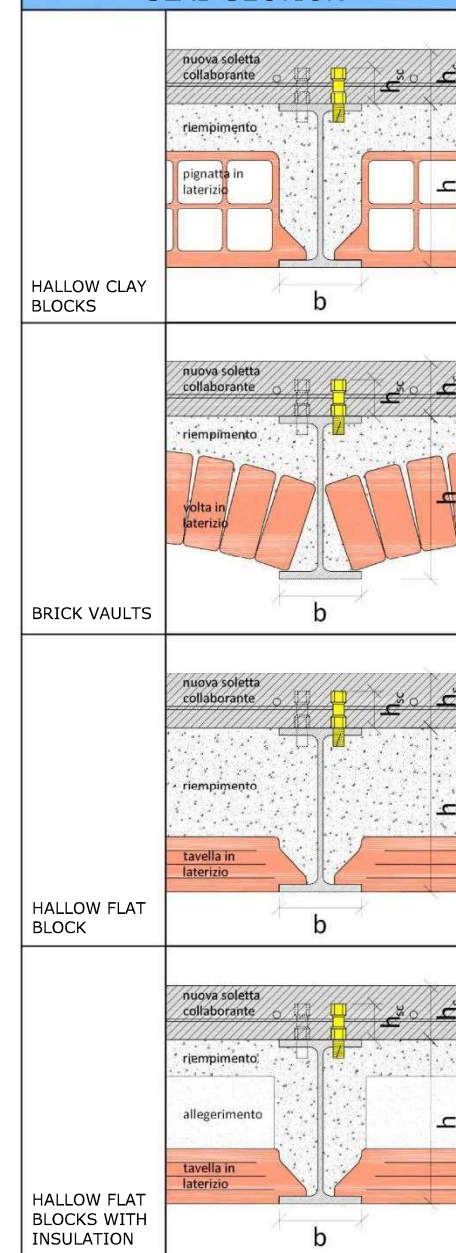 nuova soletta
collaborante
h_sc
riempimento
pignatta in
laterizio
h
HALLOW CLAY
BLOCKS
b
nuova soletta
collaborante
h_sc
riempimento
volta in
laterizio
h
BRICK VAULTS
b
nuova soletta
collaborante
h_sc
riempimento
h
tavella in
laterizio
HALLOW FLAT
BLOCK
b
nuova soletta
collaborante
h_sc
riempimento
allegerimento
h
tavella in
laterizio
HALLOW FLAT
BLOCKS WITH
INSULATION
b